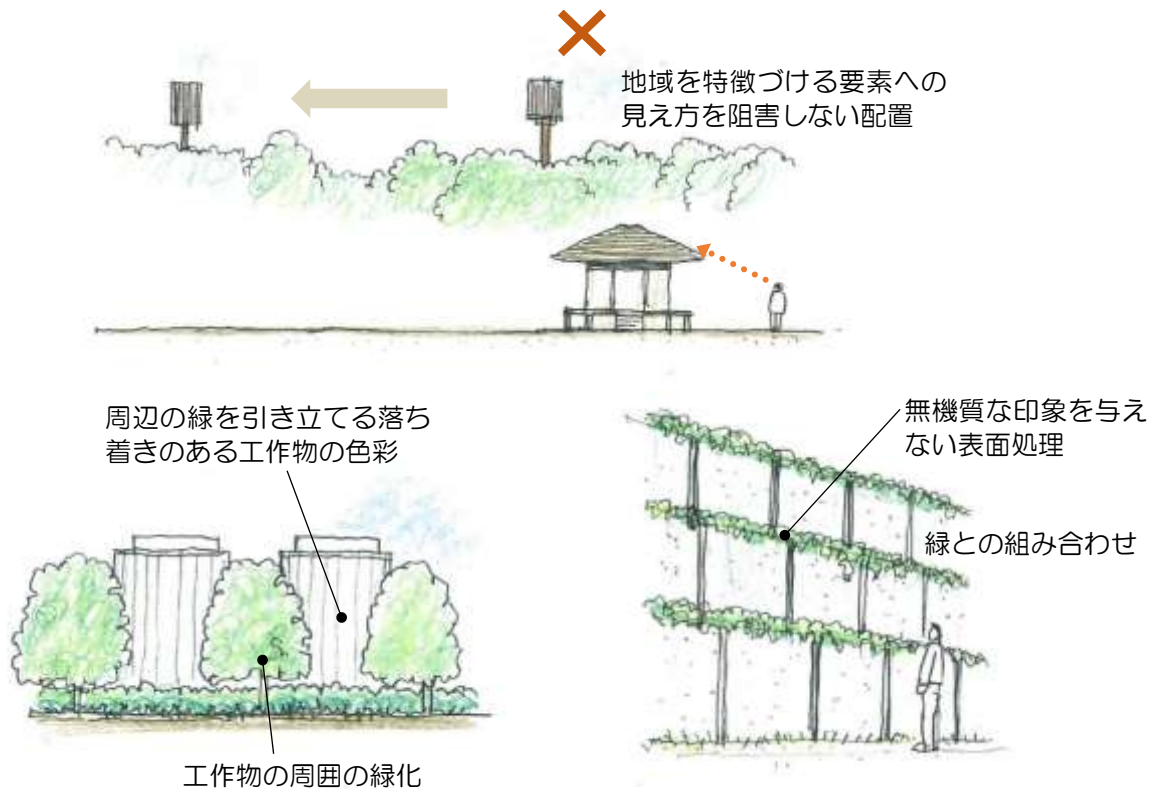 地域を特徴づける要素への
見え方を阻害しない配置
周辺の緑を引き立てる落ち
着きのある工作物の色彩
無機質な印象を与え
ない表面処理
緑との組み合わせ
工作物の周囲の緑化